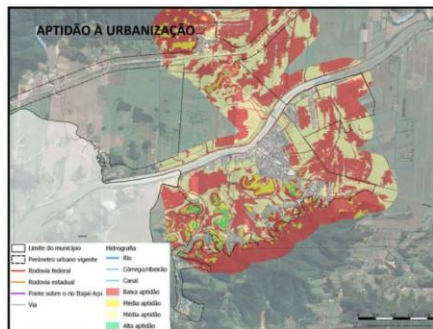 APTIDÃO À URBANIZAÇÃO
Limite do município
Perímetro urbano vigente
Rodovia federal
Rodovia estadual
Ponte sobre o rio Itajaí-Açu
Via
Hidrografia
Rio
Córrego/ribeirão
Canal
Baixa aptidão
Média aptidão
Média aptidão
Alta aptidão